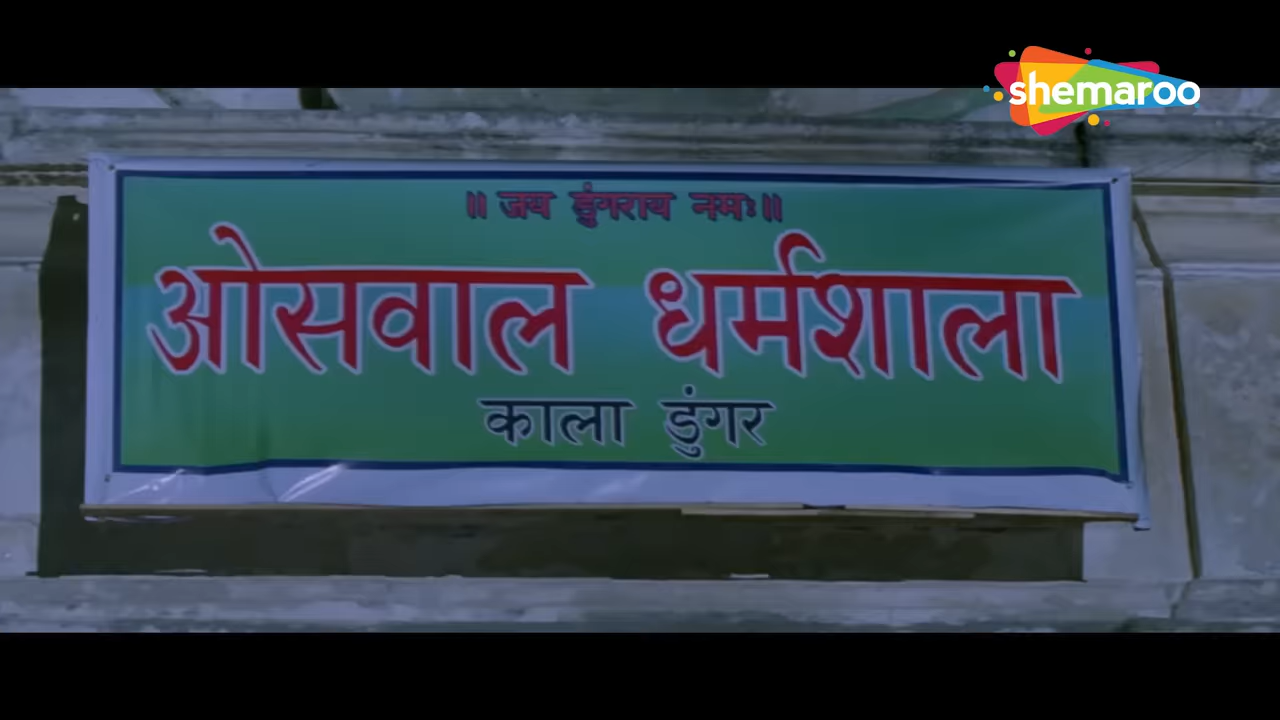 shemaroo
॥ जय डुंगराय नमः॥
ओसवाल धर्मशाला
काला डुंगर